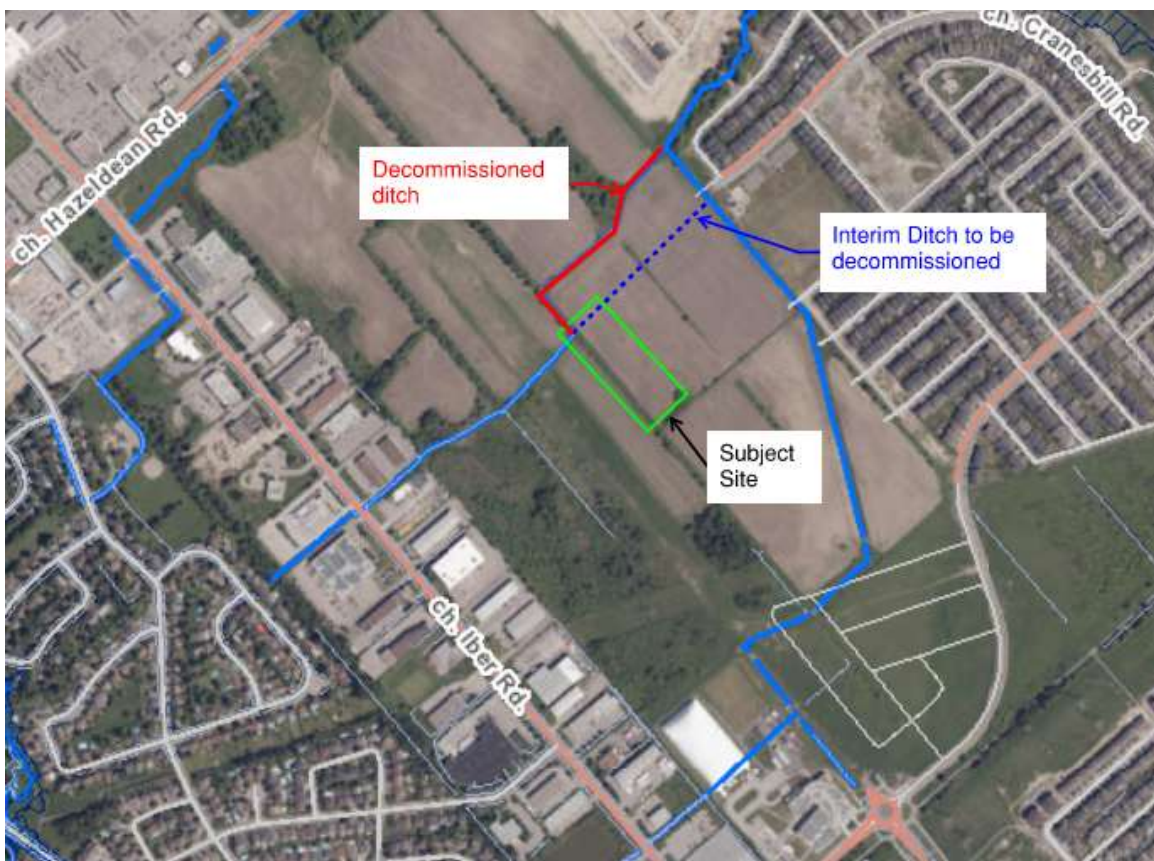 ch. Cranesbill Rd.
ch. Hazeldean Rd.
Decommissioned
ditch
Interim Ditch to be
decommissioned
Subject
Site
ch. Iber Rd.